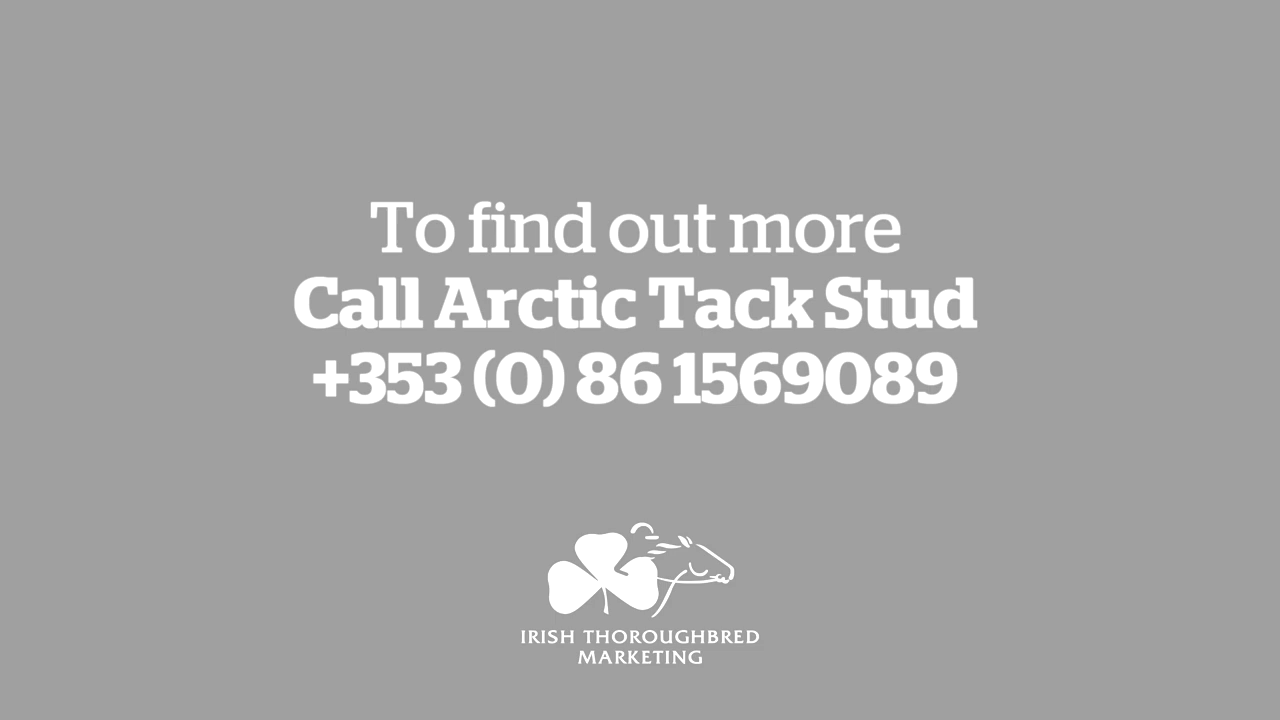 To find out more
Call Arctic Tack Stud
+353 (0) 86 1569089
IRISH THOROUGHBRED
MARKETING